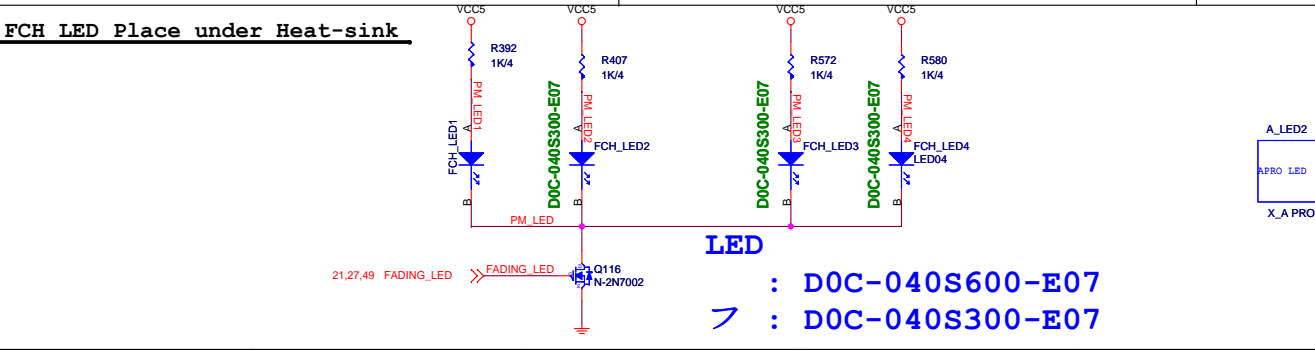 FCH LED Place under Heat-sink
VCC5
VCC5
VCC5
VCC5
R392
1K/4
R407
1K/4
R572
1K/4
R580
1K/4
PM_LED1
PM_LED2
PM_LED3
PM_LED4
D0C-040S300-E07
D0C-040S300-E07
D0C-040S300-E07
A
A
A
A
FCH_LED1
FCH_LED2
FCH_LED3
FCH_LED4
LED04
B
B
B
B
A_LED2
APRO LED
X_A PRO
PM_LED
LED
21,27,49 FADING_LED
FADING_LED
Q116
N-2N7002
: D0C-040S600-E07
フ : D0C-040S300-E07